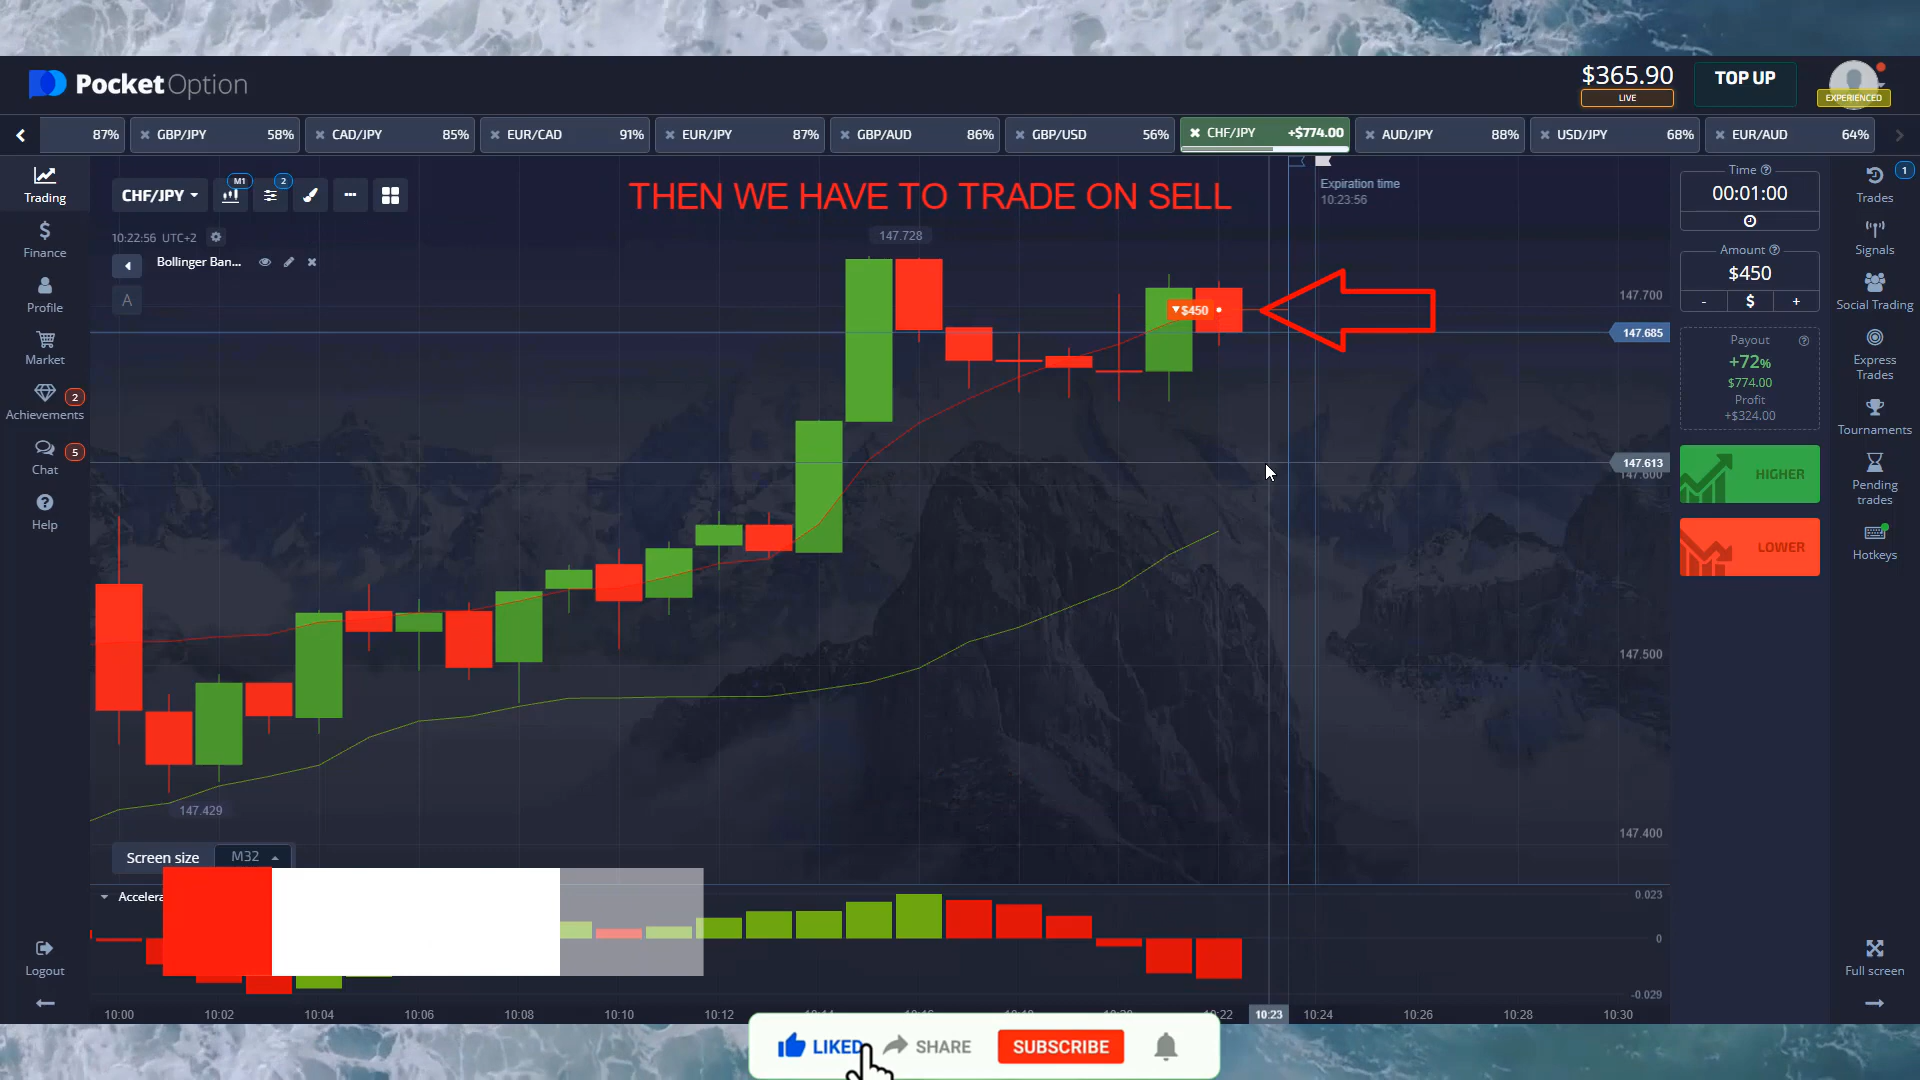 PocketOption
$365.90
LIVE
TOP UP
EXPERIENCED
87%
GBP/JPY 58%
CAD/JPY 85%
EUR/CAD 91%
EUR/JPY 87%
GBP/AUD 86%
GBP/USD 56%
CHF/JPY +$774.00
AUD/JPY 88%
USD/JPY 68%
EUR/AUD 64%
Trading
Finance
Profile
Market
Achievements
2
Chat
5
Help
Logout
CHF/JPY
M1
2
THEN WE HAVE TO TRADE ON SELL
Expiration time
10:23:56
10:22:56 UTC+2
Bollinger Ban...
A
147.728
$450
147.700
147.685
147.613
147.600
147.500
147.400
147.429
Screen size M32
Accelera
0.023
0
-0.029
10:00 10:02 10:04 10:06 10:08 10:10 10:12 10:23 10:24 10:26 10:28 10:30
Time
00:01:00
Amount
$450
- $ +
Payout
+72%
$774.00
Profit
+$324.00
HIGHER
LOWER
1
Trades
Signals
Social Trading
Express
Trades
Tournaments
Pending
trades
Hotkeys
Full screen
LIKED SHARE SUBSCRIBE